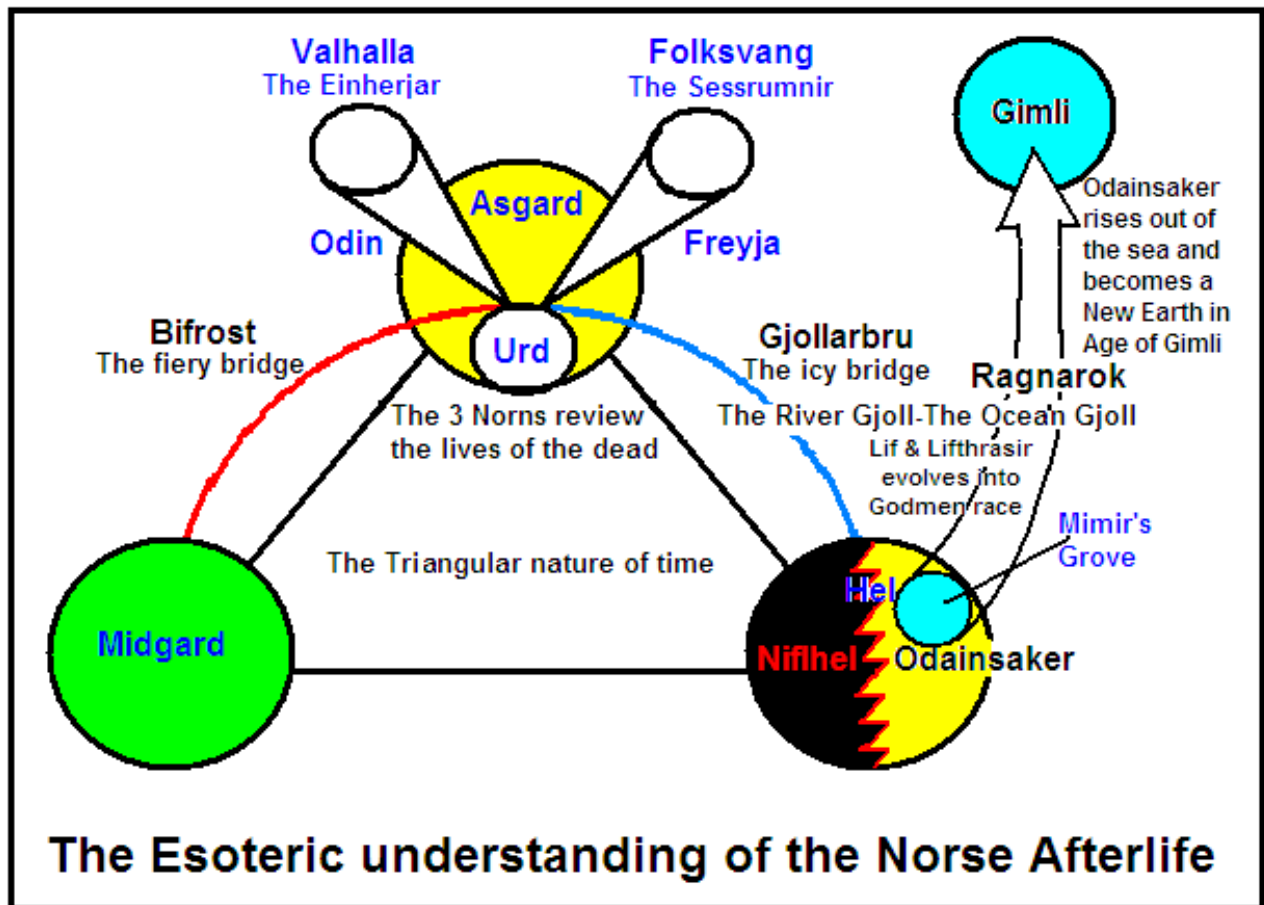 Valhalla
The Einherjar
Folksvang
The Sessrumnir
Gimli
Asgard
Odin
Freyja
Odainsaker
rises out of
the sea and
becomes a
New Earth in
Age of Gimli
Bifrost
The fiery bridge
Urd
Gjollarbru
The icy bridge
Ragnarok
The 3 Norns review
the lives of the dead
The River Gjoll-The Ocean Gjoll
Lif & Lifthrasir
evolves into
Godmen race
Mimir's
Grove
The Triangular nature of time
Midgard
Hel
Niflhel
Odainsaker
The Esoteric understanding of the Norse Afterlife